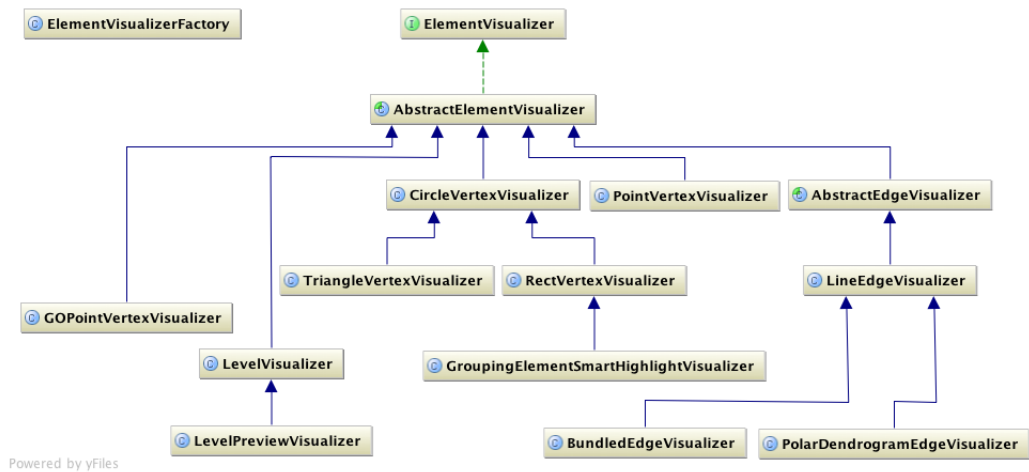 ElementVisualizerFactory
ElementVisualizer
AbstractElementVisualizer
CircleVertexVisualizer
PointVertexVisualizer
AbstractEdgeVisualizer
TriangleVertexVisualizer
RectVertexVisualizer
LineEdgeVisualizer
GOPointVertexVisualizer
LevelVisualizer
GroupingElementSmartHighlightVisualizer
LevelPreviewVisualizer
BundledEdgeVisualizer
PolarDendrogramEdgeVisualizer
Powered by yFiles